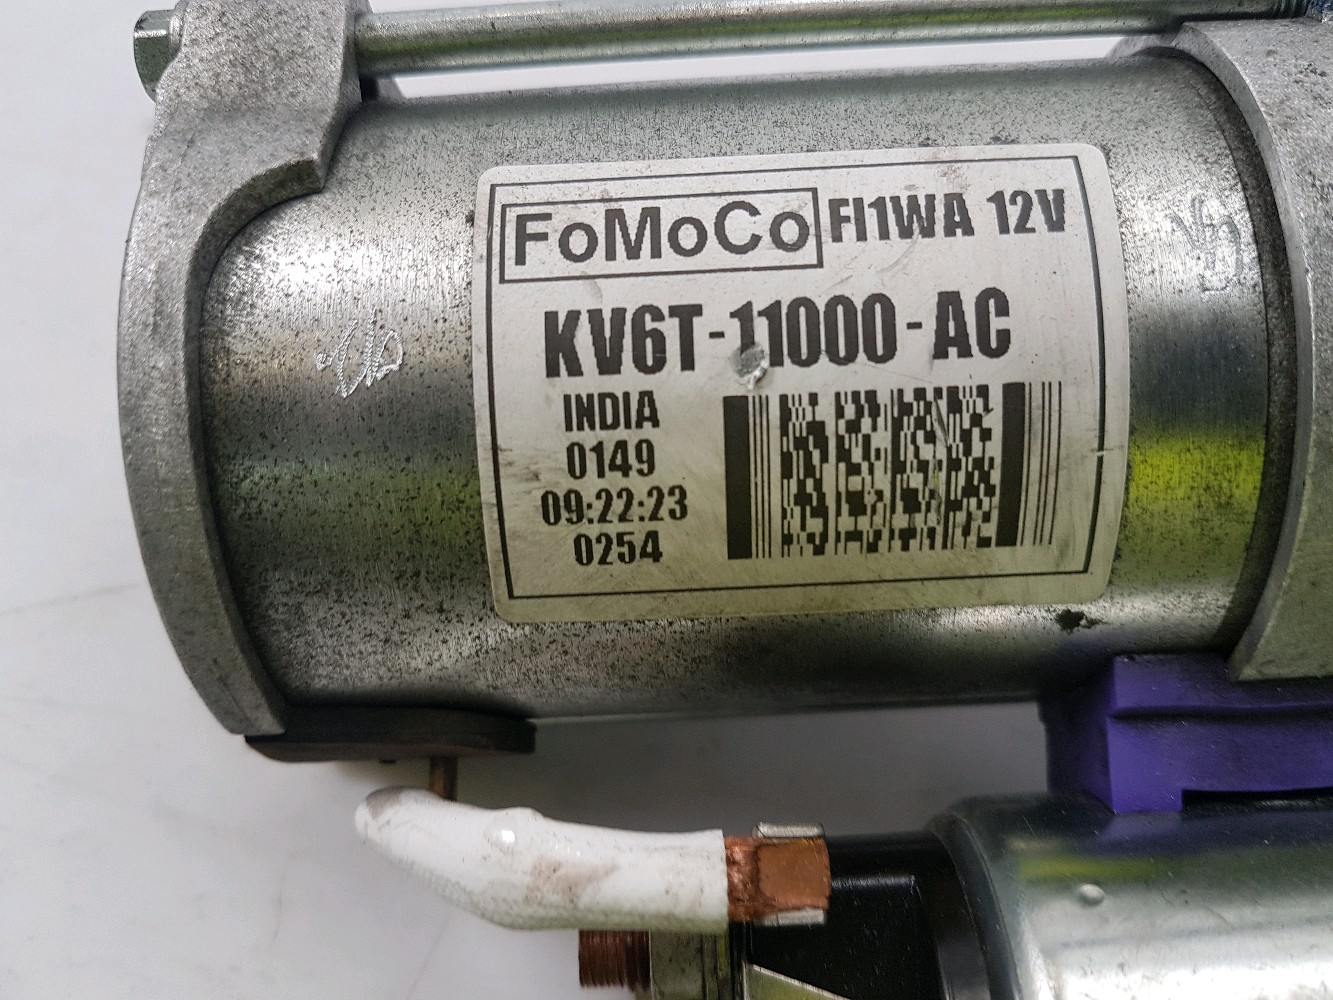 FoMoCo FI1WA 12V
KV6T-11000-AC
INDIA
0149
09:22:23
0254